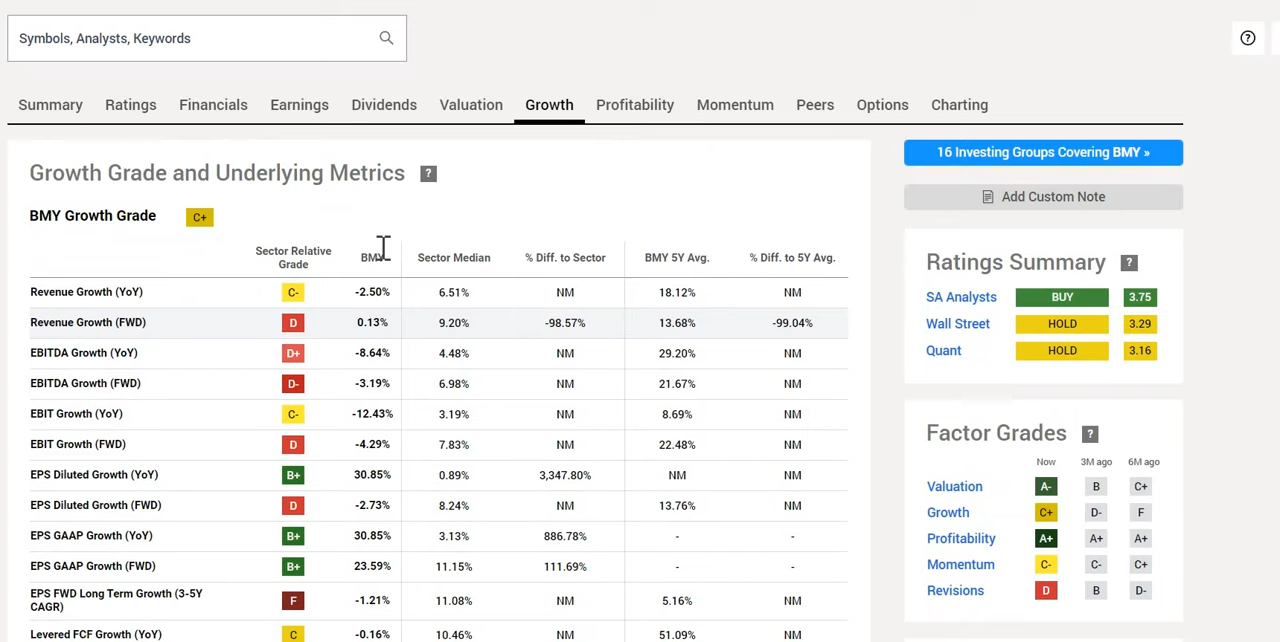 Symbols, Analysts, Keywords
?
Summary Ratings Financials Earnings Dividends Valuation Growth Profitability Momentum Peers Options Charting
Growth Grade and Underlying Metrics ?
BMY Growth Grade C+
Sector Relative Grade BMY Sector Median % Diff. to Sector BMY 5Y Avg. % Diff. to 5Y Avg.
Revenue Growth (YoY) C- -2.50% 6.51% NM 18.12% NM
Revenue Growth (FWD) D 0.13% 9.20% -98.57% 13.68% -99.04%
EBITDA Growth (YoY) D+ -8.64% 4.48% NM 29.20% NM
EBITDA Growth (FWD) D- -3.19% 6.98% NM 21.67% NM
EBIT Growth (YoY) C- -12.43% 3.19% NM 8.69% NM
EBIT Growth (FWD) D -4.29% 7.83% NM 22.48% NM
EPS Diluted Growth (YoY) B+ 30.85% 0.89% 3,347.80% NM NM
EPS Diluted Growth (FWD) D -2.73% 8.24% NM 13.76% NM
EPS GAAP Growth (YoY) B+ 30.85% 3.13% 886.78% - -
EPS GAAP Growth (FWD) B+ 23.59% 11.15% 111.69% - -
EPS FWD Long Term Growth (3-5Y CAGR) F -1.21% 11.08% NM 5.16% NM
Levered FCF Growth (YoY) C -0.16% 10.46% NM 51.09% NM
16 Investing Groups Covering BMY »
Add Custom Note
Ratings Summary ?
SA Analysts BUY 3.75
Wall Street HOLD 3.29
Quant HOLD 3.16
Factor Grades ?
Now 3M ago 6M ago
Valuation A- B C+
Growth C+ D- F
Profitability A+ A+ A+
Momentum C- C- C+
Revisions D B D-